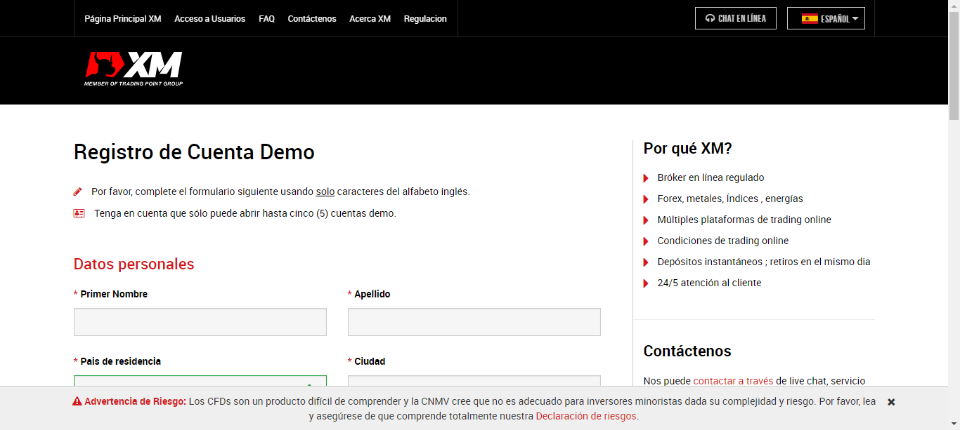 Página Principal XM Acceso a Usuarios FAQ Contáctenos Acerca XM Regulacion
CHAT EN LÍNEA
ESPAÑOL
XM
MEMBER OF TRADING POINT GROUP
Registro de Cuenta Demo
Por favor, complete el formulario siguiente usando solo caracteres del alfabeto inglés.
Tenga en cuenta que sólo puede abrir hasta cinco (5) cuentas demo.
Datos personales
* Primer Nombre
* Apellido
* Pais de residencia
* Ciudad
Por qué XM?
Bróker en línea regulado
Forex, metales, Índices , energías
Múltiples plataformas de trading online
Condiciones de trading online
Depósitos instantáneos ; retiros en el mismo dia
24/5 atención al cliente
Contáctenos
Nos puede contactar a través de live chat, servicio
Advertencia de Riesgo: Los CFDs son un producto difícil de comprender y la CNMV cree que no es adecuado para inversores minoristas dada su complejidad y riesgo. Por favor, lea
y asegúrese de que comprende totalmente nuestra Declaración de riesgos.